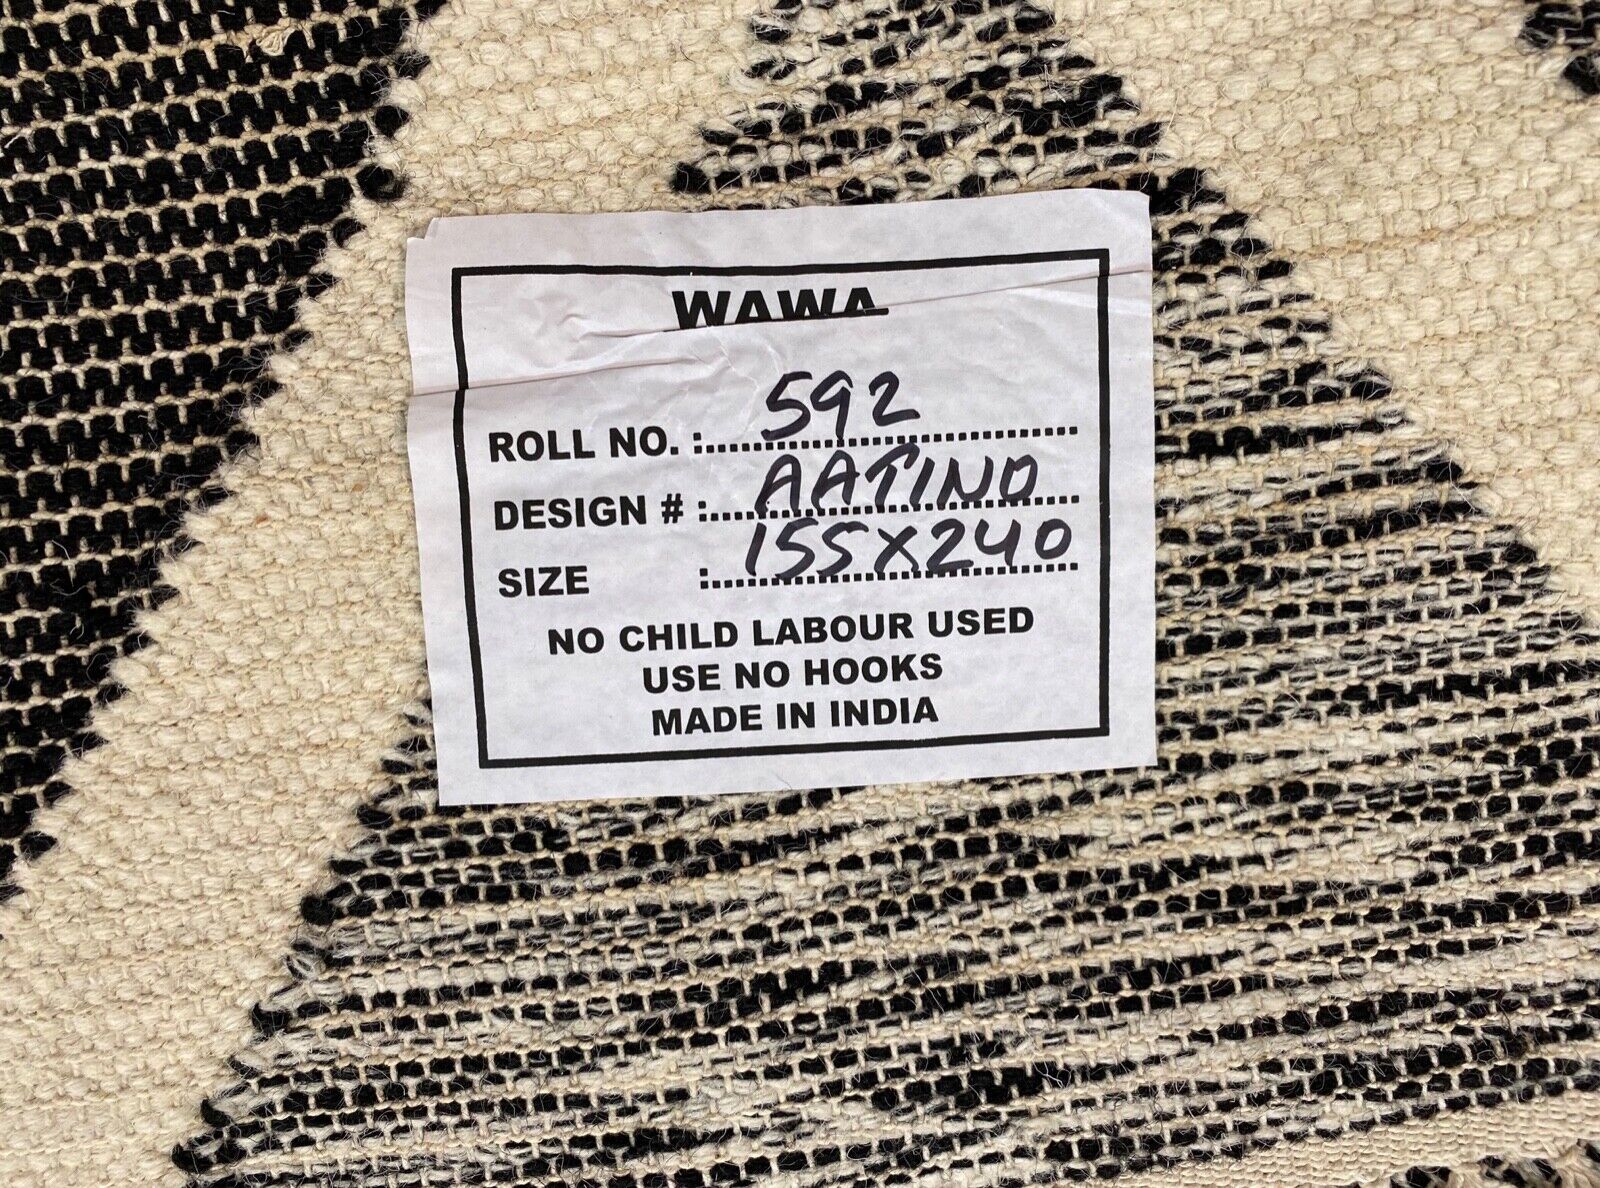 WAWA
ROLL NO. :.......592
DESIGN # :.......AATINO
SIZE :.......155X240
NO CHILD LABOUR USED
USE NO HOOKS
MADE IN INDIA